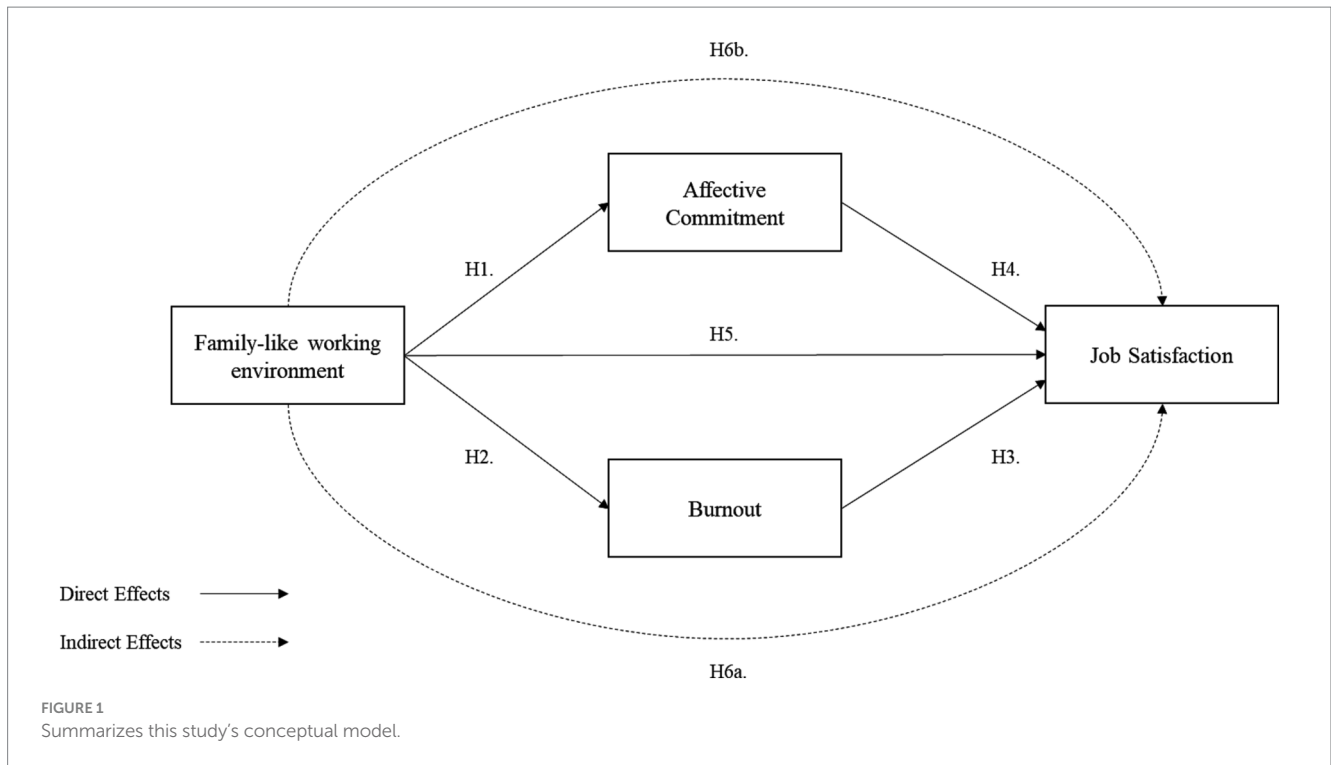 H6b.
Affective
Commitment
H1.
H4.
Family-like working
environment
H5.
Job Satisfaction
H2.
H3.
Burnout
Direct Effects
Indirect Effects
H6a.
FIGURE 1
Summarizes this study's conceptual model.